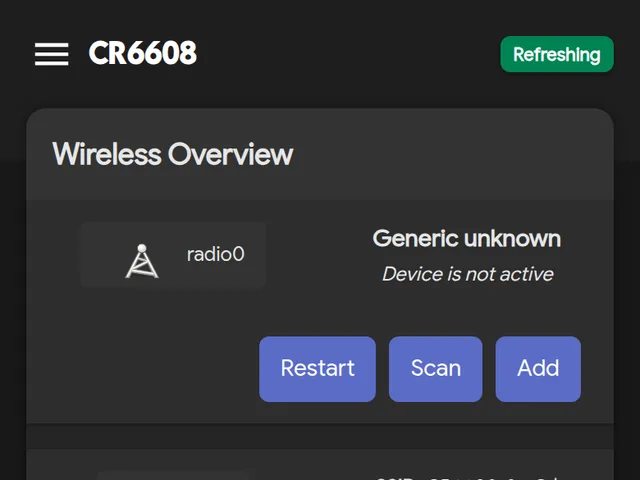 CR6608
Refreshing
Wireless Overview
radio0
Generic unknown
Device is not active
Restart
Scan
Add